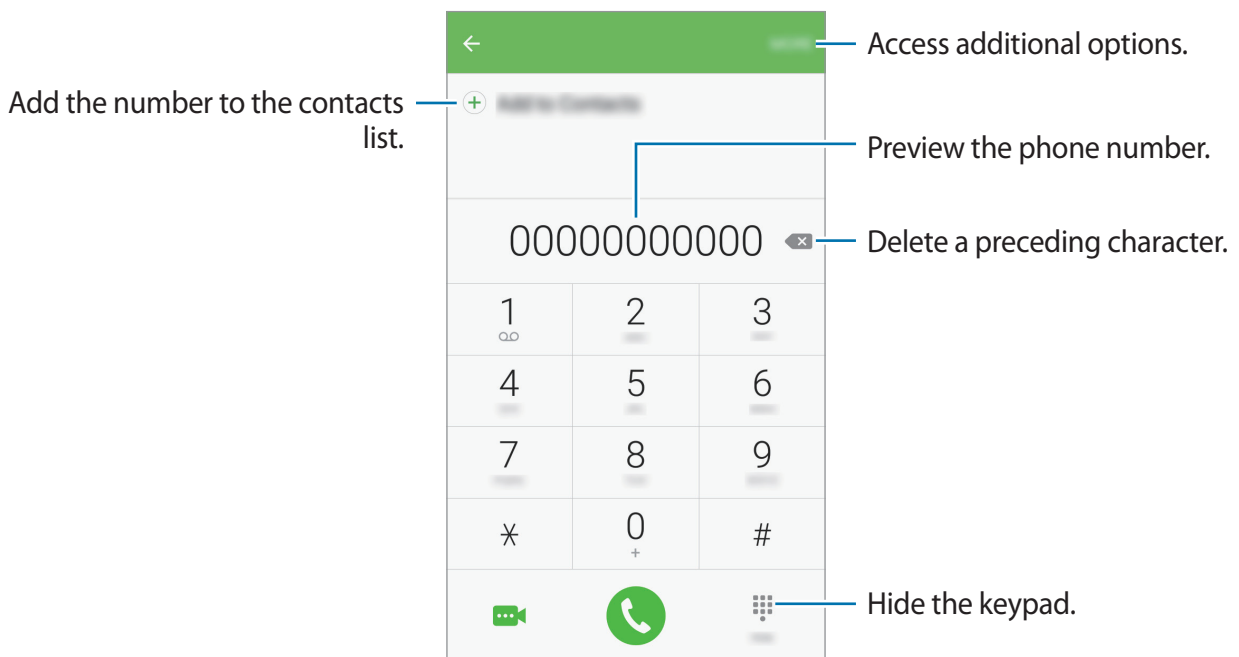 Access additional options.
Add the number to the contacts
list.
Preview the phone number.
00000000000
Delete a preceding character.
1 2 3
4 5 6
7 8 9
* 0 #
+
Hide the keypad.